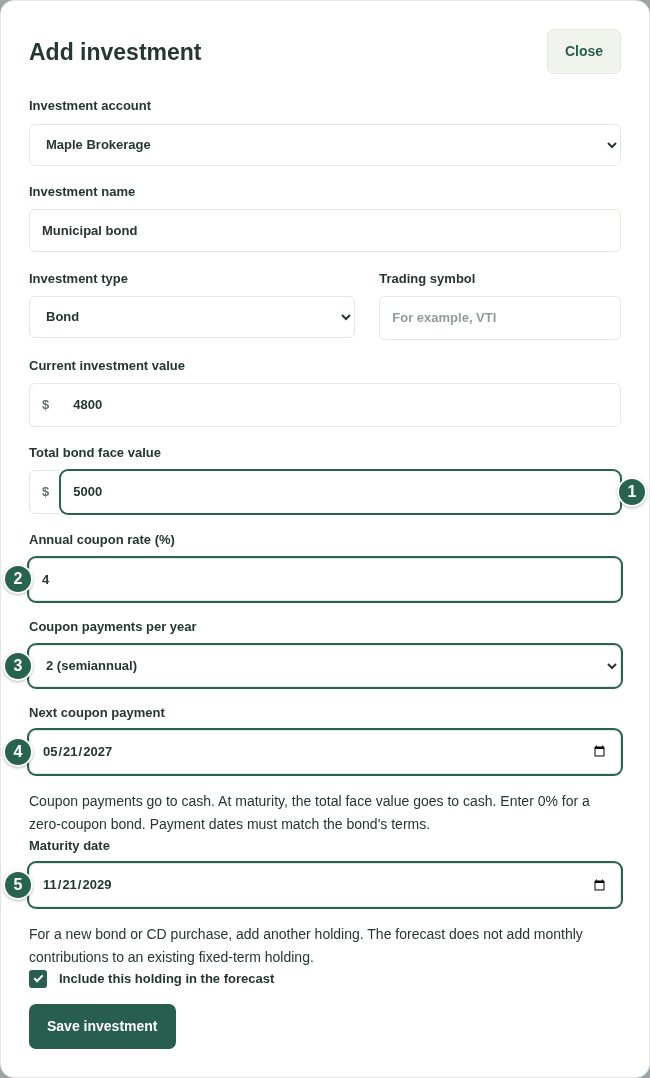 Add investment
Close
Investment account
Maple Brokerage
Investment name
Municipal bond
Investment type
Trading symbol
Bond
For example, VTI
Current investment value
$ 4800
Total bond face value
$ 5000
1
Annual coupon rate (%)
2
4
Coupon payments per year
3
2 (semiannual)
Next coupon payment
4
05/21/2027
Coupon payments go to cash. At maturity, the total face value goes to cash. Enter 0% for a
zero-coupon bond. Payment dates must match the bond's terms.
Maturity date
5
11/21/2029
For a new bond or CD purchase, add another holding. The forecast does not add monthly
contributions to an existing fixed-term holding.
Include this holding in the forecast
Save investment